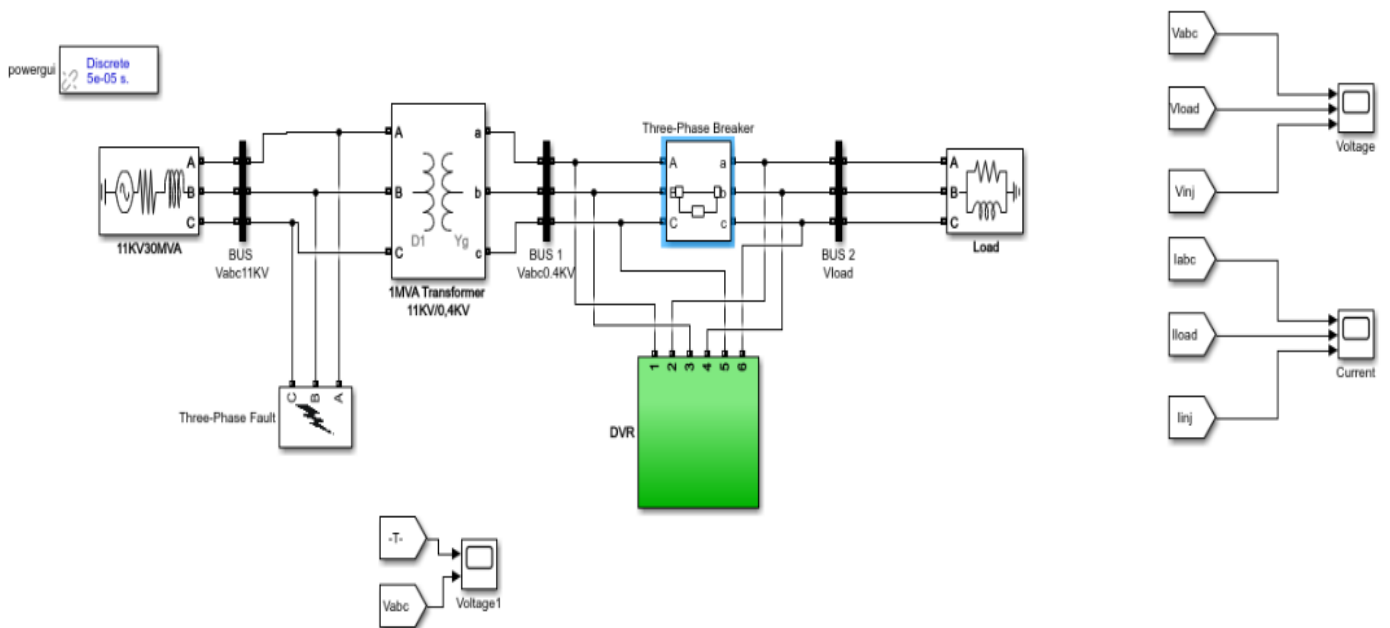 powergui
Discrete
5e-05 s.
A
B
C
11KV30MVA
BUS
Vabc11KV
A
B
C
a
b
c
D1
Yg
1MVA Transformer
11KV/0,4KV
BUS 1
Vabc0.4KV
Three-Phase Breaker
A
B
C
a
b
c
BUS 2
Vload
A
B
C
Load
C
B
A
Three-Phase Fault
1
2
3
4
5
6
DVR
-T-
Vabc
Voltage1
Vabc
Vload
Vinj
Voltage
Iabc
Iload
Iinj
Current